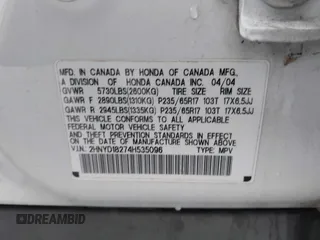 MFD. IN CANADA BY HONDA OF CANADA MFG.,
A DIVISION OF HONDA CANADA INC. 04/04
GVWR 5730LBS(2600KG) TIRE SIZE RIM SIZE
GAWR F 2890LBS(1310KG) P235/65R17 103T 17X6.5JJ
GAWR R 2945LBS(1335KG) P235/65R17 103T 17X6.5JJ
THIS VEHICLE CONFORMS TO ALL APPLICABLE
FEDERAL MOTOR VEHICLE SAFETY
AND THEFT PREVENTION STANDARDS IN EFFECT
ON THE DATE OF MANUFACTURE SHOWN ABOVE.
V.I.N: 2HNYD18274H535096 TYPE: MPV
DREAMBID